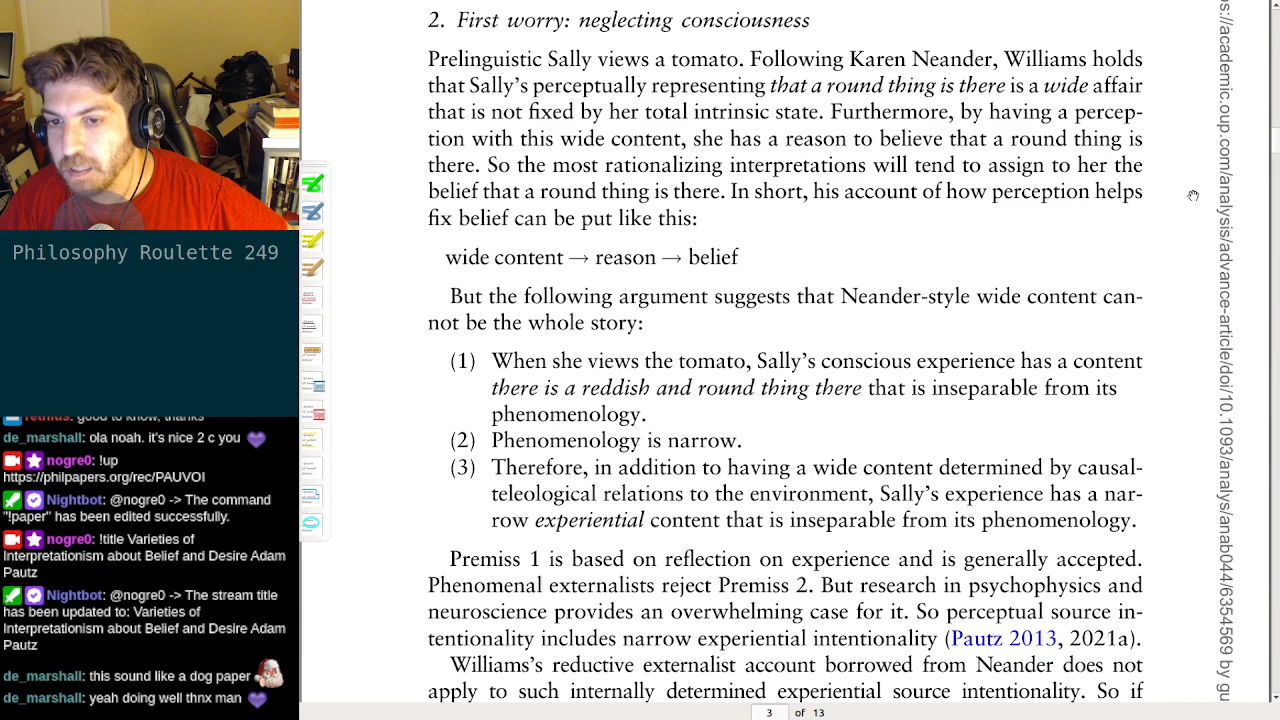 2. First worry: neglecting consciousness
Prelinguistic Sally views a tomato. Following Karen Neander, Williams holds
that Sally's perceptually representing that a round thing is there is a wide affair
that is not fixed by her total intrinsic state. Furthermore, by having a percep-
tion with this wide content, she has a reason to believe that a round thing is
there. So the most rationalizing interpretations will tend to assign to her the
belief that a round thing is there. In short, his account of how perception helps
fix belief can be put like this:
wide content → reason → belief
But the following argument suggests that Neander-style wide content can-
not be the whole story:
(1) When she views the tomato, Sally's conscious experience has a content
there is a reddish and round thing there that is inseparable from its
phenomenology.
(2) Phenomenology is narrow.
(3) Therefore, in addition to having a wide content determined by causal-
teleological relations to the environment, Sally's experience has a nar-
row experiential content that is inseparable from its phenomenology.
Premiss 1 is based on reflection on experience and is generally accepted.
Phenomenal externalists reject Premiss 2. But research in psychophysics and
neuroscience provides an overwhelming case for it. So perceptual source in-
tentionality includes narrow experiential intentionality (Pautz 2013, 2021a).
Williams's reductive externalist account borrowed from Neander does not
apply to such internally determined experiential source intentionality. So if
ps://academic.oup.com/analysis/advance-article/doi/10.1093/analys/anab044/6354569 by gu
3 of 13
Philosophy Roulette 249
rethus: good to know, thanks
de_marshall: ola noah. it's nice 2 c you
nogre0: !up
https://philpapers.org/rec/PAUVOI
Nightbot: @nogre0 -> The command
"!paper" has been edited successfully.
nogre0: !title Varieties of
Interpretationism about Belief and Desire Adam
Pautz
Nightbot: @nogre0 -> The stream title
has been updated to: Varieties of
Interpretationism about Belief and Desire Adam
Pautz
de_marshall: this sound like a dog paper
de_marshall: yeah doing well thnx man